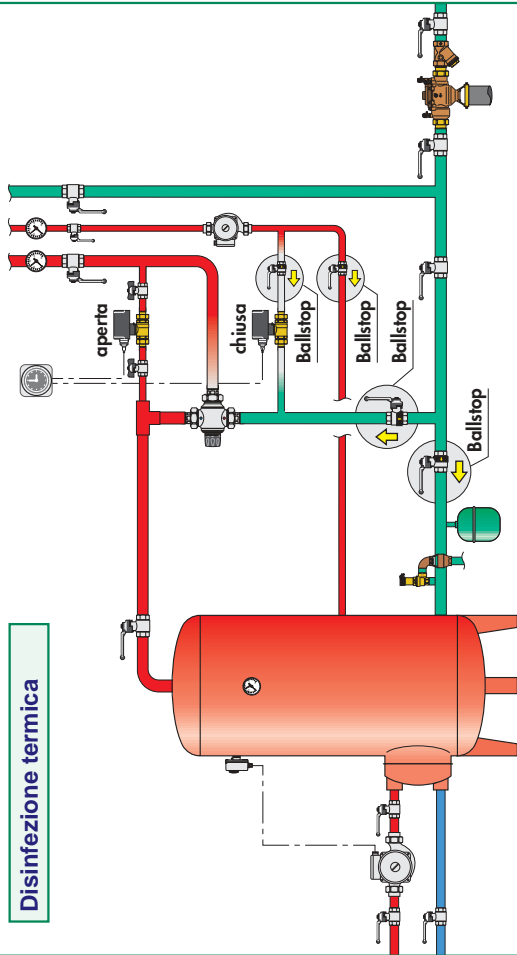 Disinfezione termica
aperta
chiusa
Ballstop
Ballstop
Ballstop
Ballstop